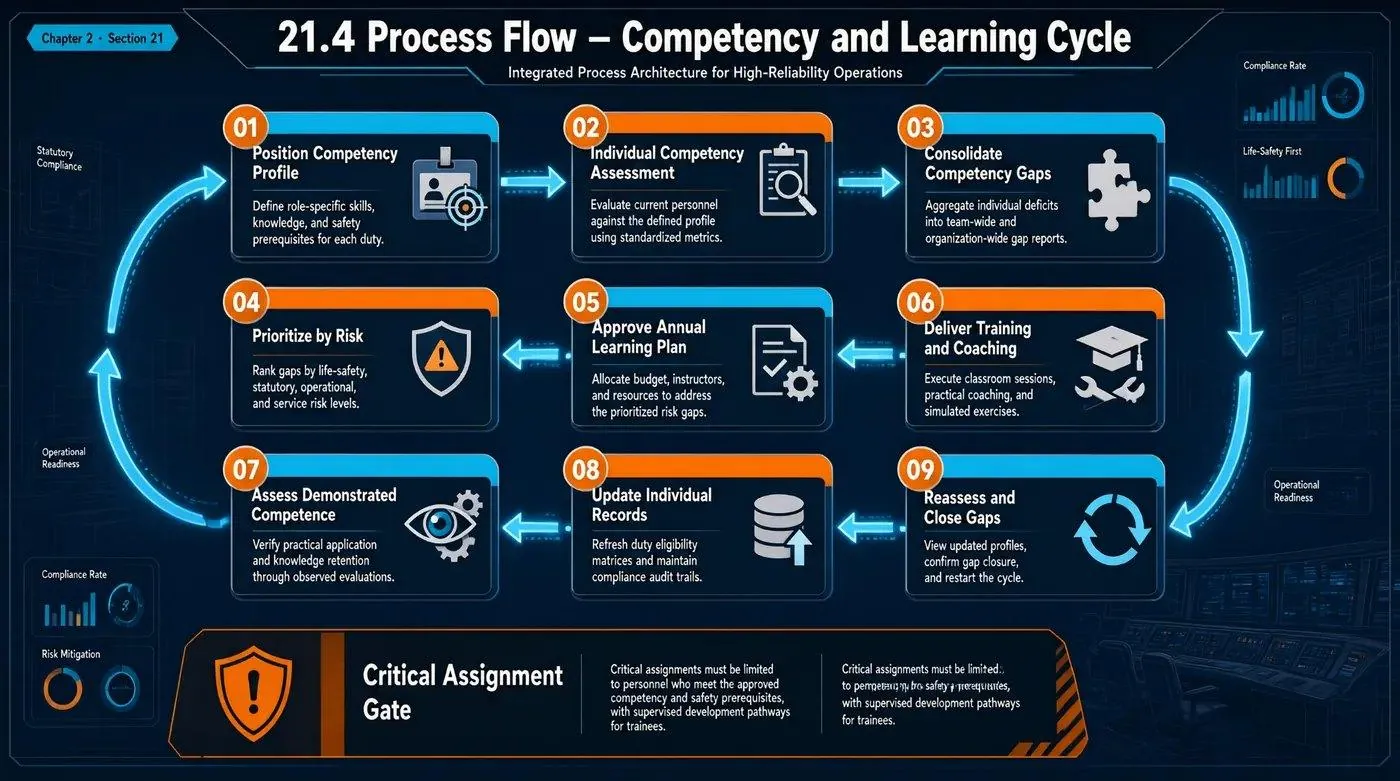 Chapter 2 · Section 21
21.4 Process Flow – Competency and Learning Cycle
Integrated Process Architecture for High-Reliability Operations
Compliance Rate
Life-Safety First
Statutory
Compliance
01
Position Competency
Profile
Define role-specific skills,
knowledge, and safety
prerequisites for each duty.
02
Individual Competency
Assessment
Evaluate current personnel
against the defined profile
using standardized metrics.
03
Consolidate
Competency Gaps
Aggregate individual deficits
into team-wide and
organization-wide gap reports.
04
Prioritize by Risk
Rank gaps by life-safety,
statutory, operational,
and service risk levels.
05
Approve Annual
Learning Plan
Allocate budget, instructors,
and resources to address
the prioritized risk gaps.
06
Deliver Training
and Coaching
Execute classroom sessions,
practical coaching, and
simulated exercises.
Operational
Readiness
07
Assess Demonstrated
Competence
Verify practical application
and knowledge retention
through observed evaluations.
08
Update Individual
Records
Refresh duty eligibility
matrices and maintain
compliance audit trails.
09
Reassess and
Close Gaps
View updated profiles,
confirm gap closure,
and restart the cycle.
Operational
Readiness
Compliance Rate
Risk Mitigation
Critical Assignment
Gate
Critical assignments must be limited
to personnel who meet the approved
competency and safety prerequisites,
with supervised development pathways
for trainees.
Critical assignments must be limited.
to safety
with supervised development pathways
for trainees.